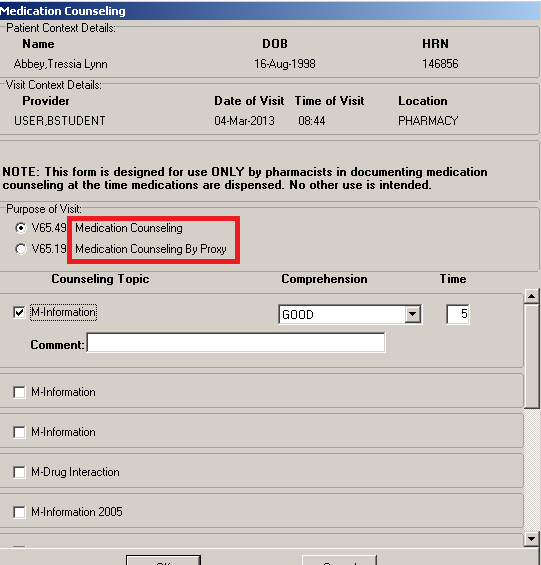 Medication Counseling
Patient Context Details:
Name DOB HRN
Abbey,Tressia Lynn 16-Aug-1998 146856
Visit Context Details:
Provider Date of Visit Time of Visit Location
USER,BSTUDENT 04-Mar-2013 08:44 PHARMACY
NOTE: This form is designed for use ONLY by pharmacists in documenting medication
counseling at the time medications are dispensed. No other use is intended.
Purpose of Visit:
V65.49 Medication Counseling
V65.19 Medication Counseling By Proxy
Counseling Topic Comprehension Time
M-Information GOOD 5
Comment:
M-Information
M-Information
M-Drug Interaction
M-Information 2005